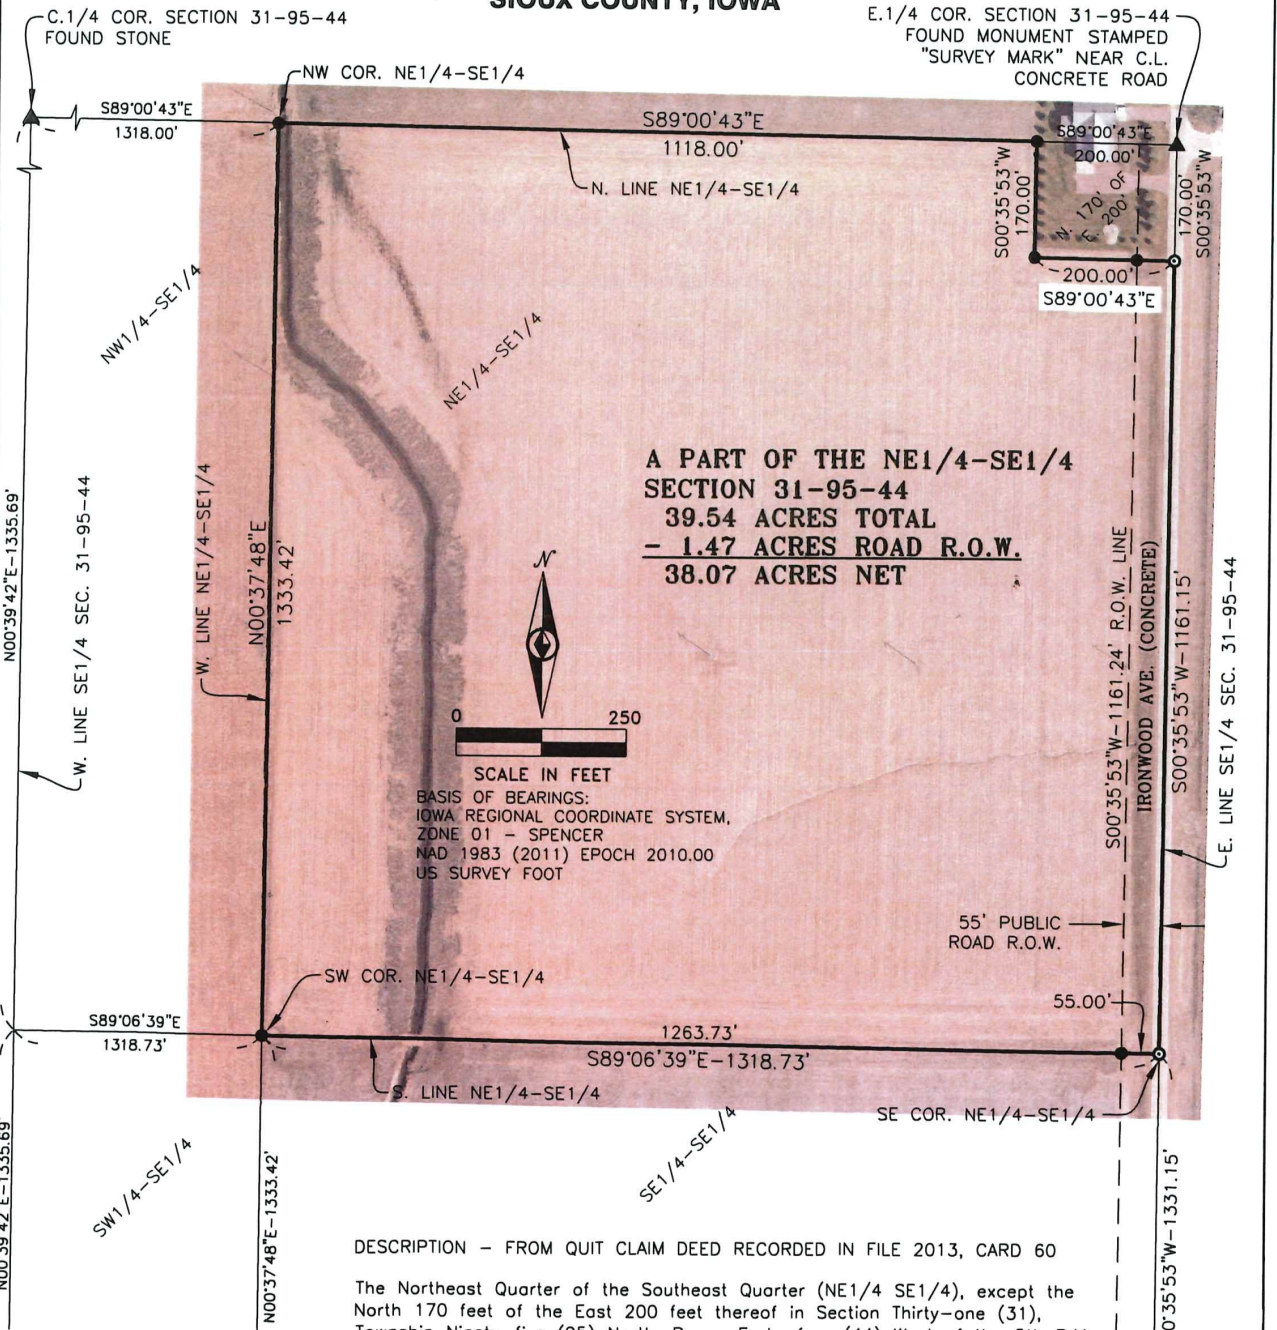 SIOUX COUNTY, IOWA
C.1/4 COR. SECTION 31-95-44
FOUND STONE
E.1/4 COR. SECTION 31-95-44
FOUND MONUMENT STAMPED
"SURVEY MARK" NEAR C.L.
CONCRETE ROAD
NW COR. NE1/4-SE1/4
S89°00'43"E
1318.00'
S89°00'43"E
1118.00'
N. LINE NE1/4-SE1/4
S89°00'43"E
200.00'
S00°35'53"W
170.00'
N. 170' OF
E. 200'
170.00'
S00°35'53"W
200.00'
S89°00'43"E
NW1/4-SE1/4
NE1/4-SE1/4
A PART OF THE NE1/4-SE1/4
SECTION 31-95-44
39.54 ACRES TOTAL
- 1.47 ACRES ROAD R.O.W.
38.07 ACRES NET
N00°39'42"E-1335.69'
W. LINE SE1/4 SEC. 31-95-44
W. LINE NE1/4-SE1/4
N00°37'48"E
1333.42'
N
0 250
SCALE IN FEET
BASIS OF BEARINGS:
IOWA REGIONAL COORDINATE SYSTEM,
ZONE 01 - SPENCER
NAD 1983 (2011) EPOCH 2010.00
US SURVEY FOOT
S00°35'53"W-1161.24' R.O.W. LINE
IRONWOOD AVE. (CONCRETE)
S00°35'53"W-1161.15'
E. LINE SE1/4 SEC. 31-95-44
55' PUBLIC
ROAD R.O.W.
SW COR. NE1/4-SE1/4
55.00'
S89°06'39"E
1318.73'
1263.73'
S89°06'39"E-1318.73'
S. LINE NE1/4-SE1/4
SE COR. NE1/4-SE1/4
N00°39'42"E-1335.69'
SW1/4-SE1/4
N00°37'48"E-1333.42'
SE1/4-SE1/4
0°35'53"W-1331.15'
DESCRIPTION - FROM QUIT CLAIM DEED RECORDED IN FILE 2013, CARD 60
The Northeast Quarter of the Southeast Quarter (NE1/4 SE1/4), except the
North 170 feet of the East 200 feet thereof in Section Thirty-one (31),